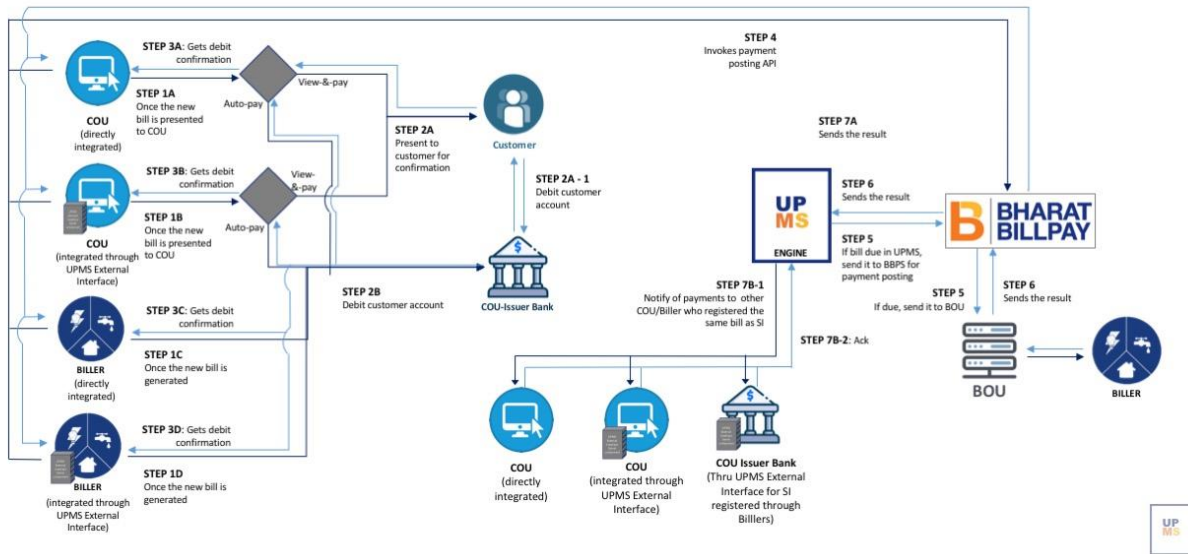 STEP 3A: Gets debit
confirmation
STEP 1A
Once the new
bill is presented
to COU
COU
(directly
integrated)
View-&-pay
Auto-pay
STEP 3B: Gets debit
confirmation
STEP 1B
Once the new
bill is presented
to COU
COU
(integrated through
UPMS External
Interface)
View-
&-pay
Auto-pay
STEP 2A
Present to
customer for
confirmation
Customer
STEP 2A - 1
Debit customer
account
STEP 2B
Debit customer account
COU-Issuer Bank
STEP 3C: Gets debit
confirmation
STEP 1C
Once the new bill is
generated
BILLER
(directly
integrated)
STEP 3D: Gets debit
confirmation
STEP 1D
Once the new bill is
generated
BILLER
(integrated through
UPMS External
Interface)
STEP 4
Invokes payment
posting API
STEP 7A
Sends the result
UP
MS
ENGINE
STEP 6
Sends the result
STEP 5
If bill due in UPMS,
send it to BBPS for
payment posting
B BHARAT
BILLPAY
STEP 5
If due, send it to BOU
STEP 6
Sends the result
BOU
BILLER
STEP 7B-1
Notify of payments to other
COU/Biller who registered the
same bill as SI
STEP 7B-2: Ack
COU
(directly
integrated)
COU
(integrated through
UPMS External
Interface)
COU Issuer Bank
(Thru UPMS External
Interface for SI
registered through
Billlers)
UP
MS